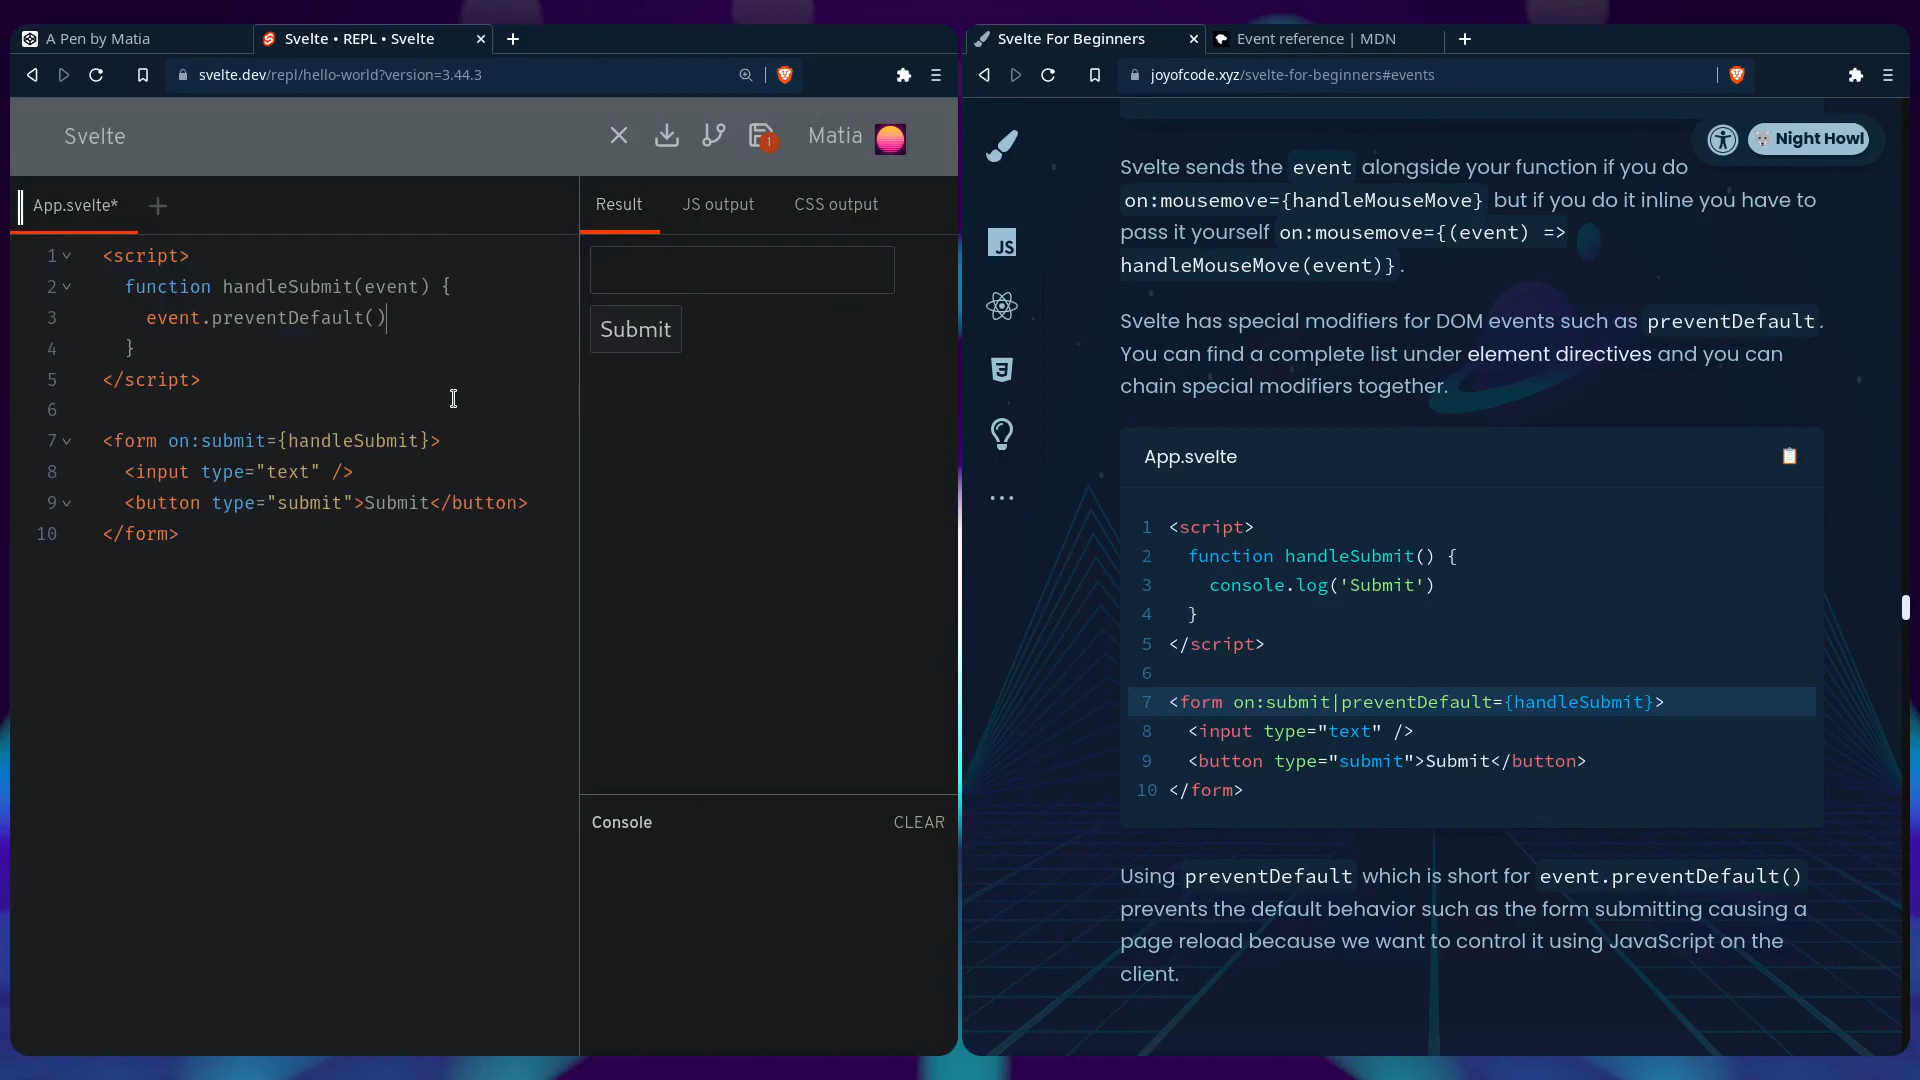 A Pen by Matia
Svelte • REPL • Svelte
svelte.dev/repl/hello-world?version=3.44.3
Svelte
1
Matia
App.svelte*
Result
JS output
CSS output
1 <script>
2 function handleSubmit(event) {
3 event.preventDefault()
4 }
5 </script>
6
7 <form on:submit={handleSubmit}>
8 <input type="text" />
9 <button type="submit">Submit</button>
10 </form>
Submit
Console
CLEAR
Svelte For Beginners
Event reference | MDN
joyofcode.xyz/svelte-for-beginners#events
JS
Night Howl
Svelte sends the event alongside your function if you do
on:mousemove={handleMouseMove} but if you do it inline you have to
pass it yourself on:mousemove={(event) =>
handleMouseMove(event)}.
Svelte has special modifiers for DOM events such as preventDefault.
You can find a complete list under element directives and you can
chain special modifiers together.
App.svelte
1 <script>
2 function handleSubmit() {
3 console.log('Submit')
4 }
5 </script>
6
7 <form on:submit|preventDefault={handleSubmit}>
8 <input type="text" />
9 <button type="submit">Submit</button>
10 </form>
Using preventDefault which is short for event.preventDefault()
prevents the default behavior such as the form submitting causing a
page reload because we want to control it using JavaScript on the
client.